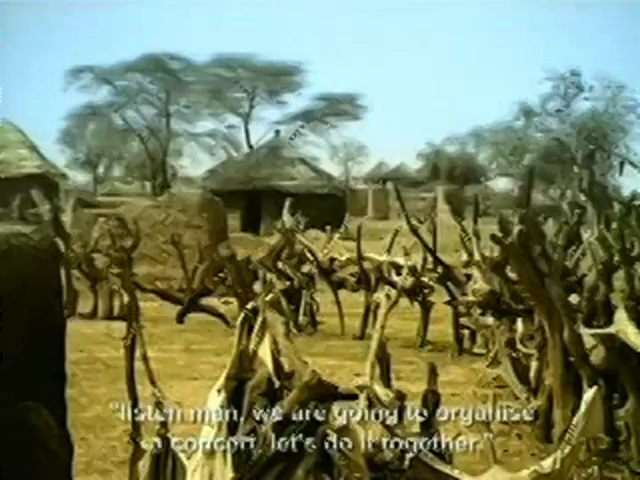 "listen man, we are going to organise
a concert, let's do it together."